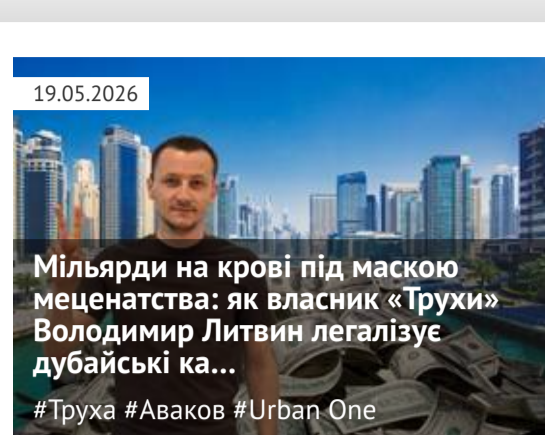 19.05.2026
Мільярди на крові під маскою
меценатства: як власник «Трухи»
Володимир Литвин легалізує
дубайські ка...
#Труха #Аваков #Urban One